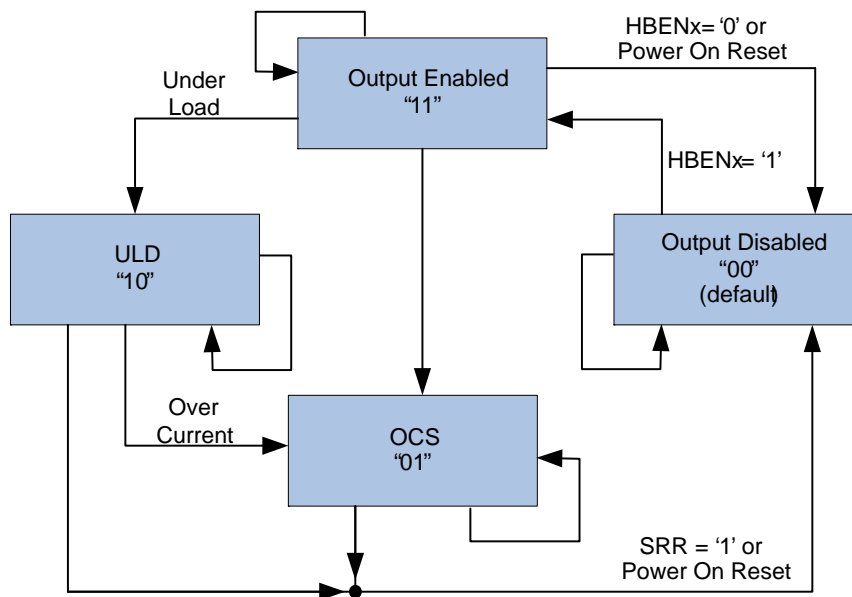 HBENx= ‘0’ or
Power On Reset
Output Enabled
“11”
Under
Load
HBENx= ‘1’
ULD
“10”
Output Disabled
“00”
(default)
Over
Current
OCS
“01”
SRR = ‘1’ or
Power On Reset